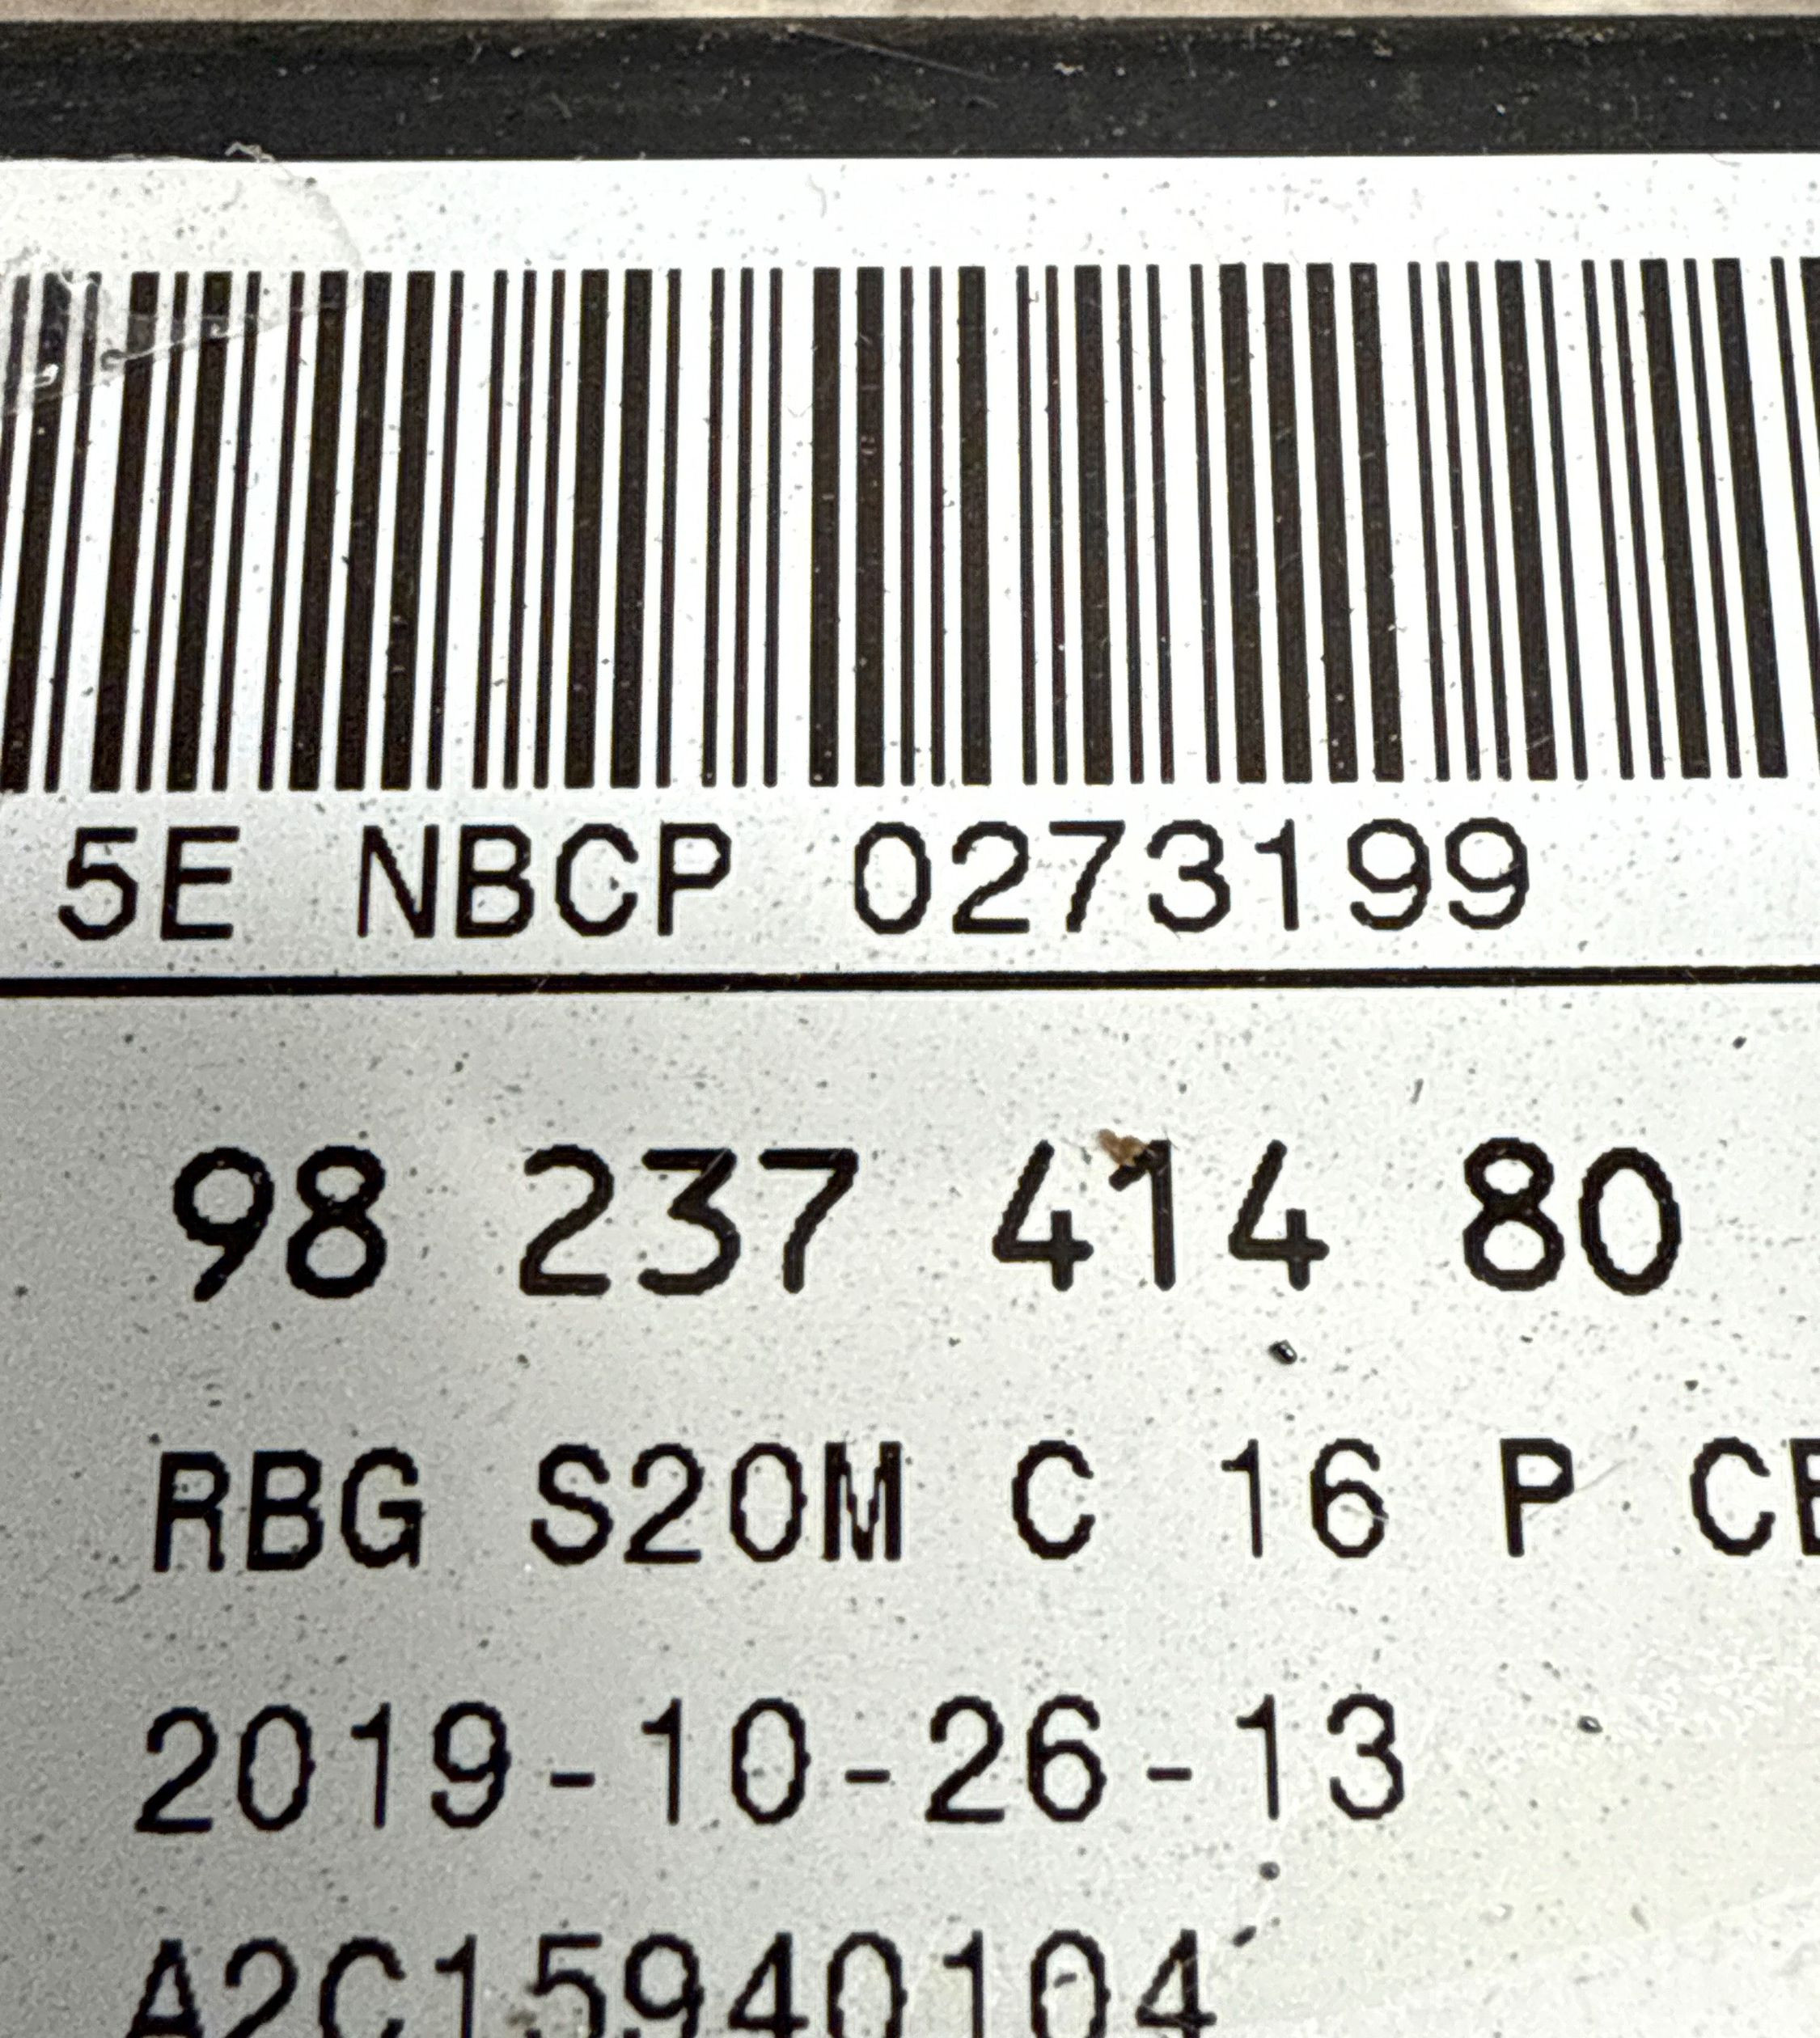 5E NBCP 0273199
98 237 414 80
RBG S20M C 16 P
2019-10-26-13
A2C15940104